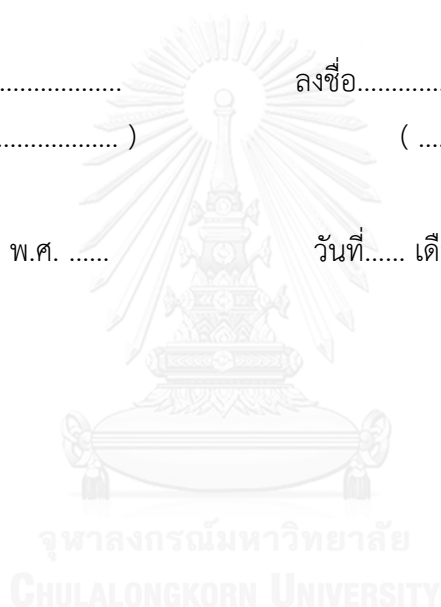 .................. ลงชื่อ..............
.................. ) ( ....
พ.ศ. ...... วันที่...... เดื
จุฬาลงกรณ์มหาวิทยาลัย
CHULALONGKORN UNIVERSITY